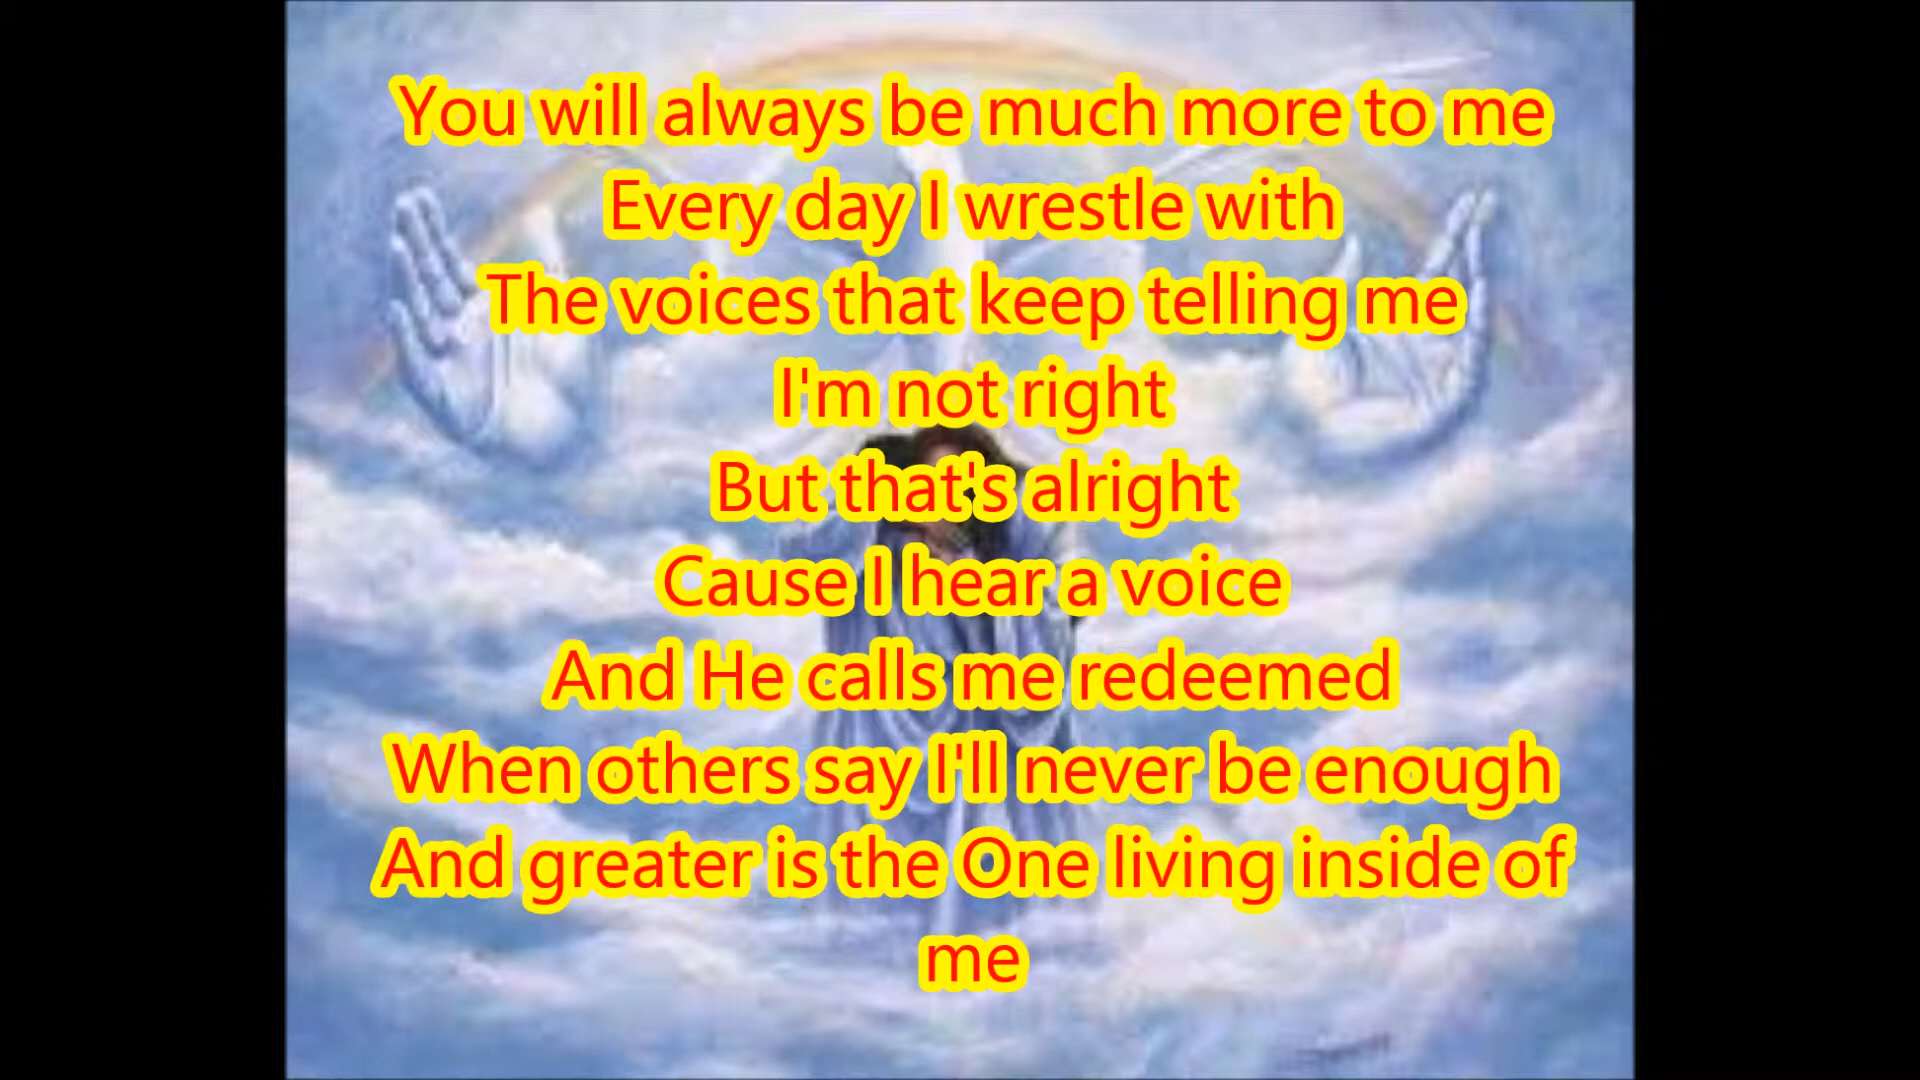 You will always be much more to me
Every day I wrestle with
The voices that keep telling me
I'm not right
But that's alright
Cause I hear a voice
And He calls me redeemed
When others say I'll never be enough
And greater is the One living inside of
me